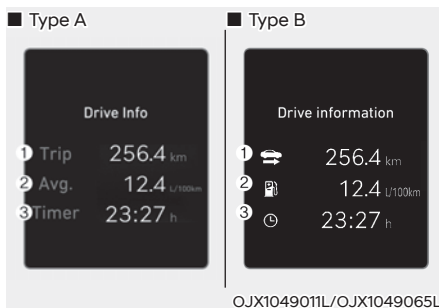 ■ Type A
■ Type B
Drive Info
1 Trip 256.4 km
2 Avg. 12.4 L/100km
3 Timer 23:27 h
Drive information
1 256.4 km
2 12.4 L/100km
3 23:27 h
OJX1049011L/OJX1049065L